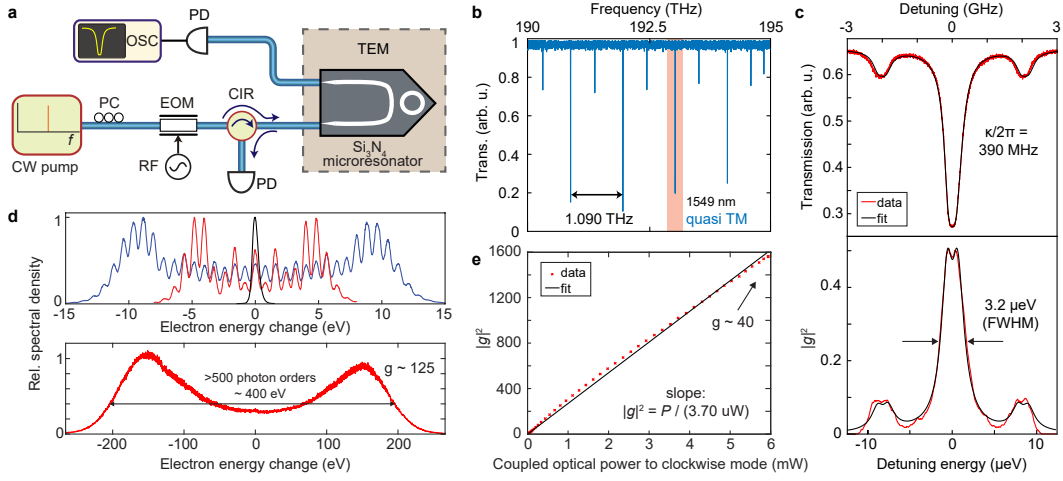 a
OSC
PD
TEM
PC
EOM
CIR
f
CW pump
RF
PD
Si3N4
microresonator
b
Frequency (THz)
190
192.5
195
Trans. (arb. u.)
1
0.8
0.6
0.4
0.2
0
1.090 THz
1549 nm
quasi TM
c
Detuning (GHz)
-3
0
3
Transmission (arb. u.)
0.6
0.5
0.4
0.3
κ/2π =
390 MHz
data
fit
|g|²
0.4
0.2
0
3.2 µeV
(FWHM)
-10
0
10
Detuning energy (µeV)
d
Rel. spectral density
1
0
-15
-10
-5
0
5
10
15
Electron energy change (eV)
1
0
g ~ 125
>500 photon orders
~ 400 eV
-200
-100
0
100
200
Electron energy change (eV)
e
|g|²
1600
1200
800
400
0
data
fit
g ~ 40
slope:
|g|² = P / (3.70 uW)
0
1
2
3
4
5
6
Coupled optical power to clockwise mode (mW)